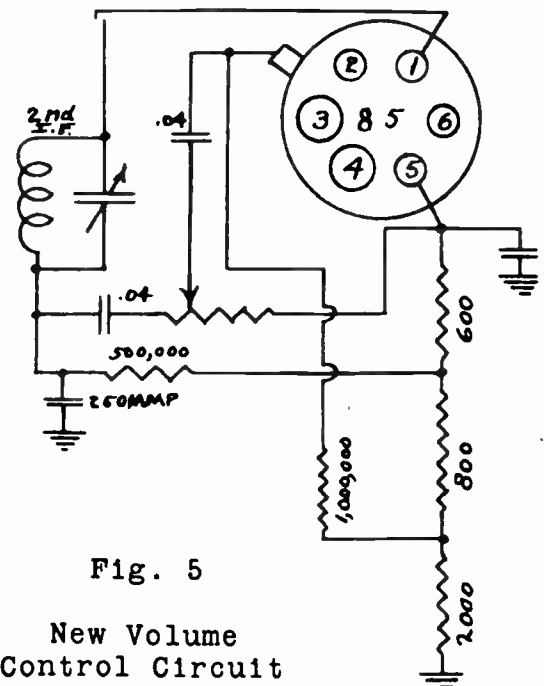 2nd
I.F.
.04
2
1
3
8 5
6
4
5
.04
500,000
250MMF
600
800
1,000,000
2000
Fig. 5
New Volume
Control Circuit